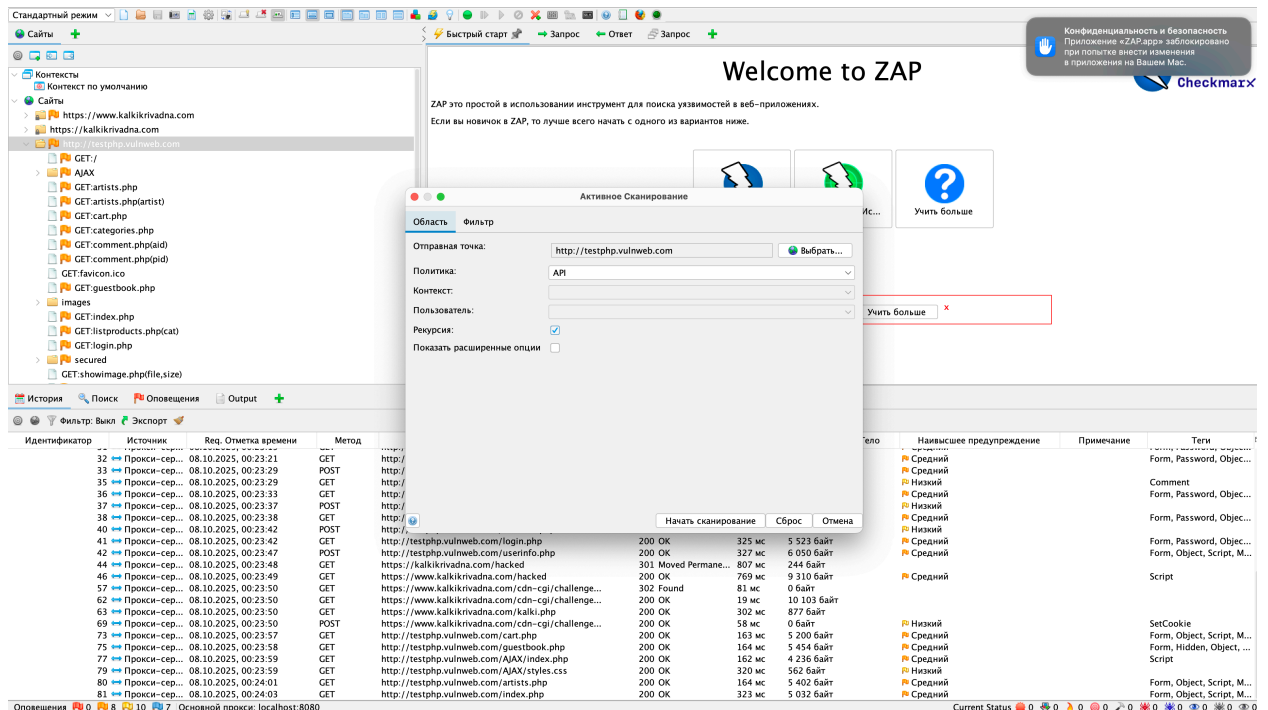 Стандартный режим
Сайты
Быстрый старт
Запрос
Ответ
Запрос
Конфиденциальность и безопасность
Приложение «ZAP.app» заблокировано
при попытке внести изменения
в приложения на Вашем Mac.
Контексты
Контекст по умолчанию
Сайты
https://www.kalkikrivadna.com
https://kalkikrivadna.com
http://testphp.vulnweb.com
GET:/
AJAX
GET:artists.php
GET:artists.php(artist)
GET:cart.php
GET:categories.php
GET:comment.php(aid)
GET:comment.php(pid)
GET:favicon.ico
GET:guestbook.php
images
GET:index.php
GET:listproducts.php(cat)
GET:login.php
secured
GET:showimage.php(file,size)
Welcome to ZAP
Checkmarx
ZAP это простой в использовании инструмент для поиска уязвимостей в веб-приложениях.
Если вы новичок в ZAP, то лучше всего начать с одного из вариантов ниже.
Ис...
Учить больше
Учить больше x
Активное Сканирование
Область Фильтр
Отправная точка: http://testphp.vulnweb.com Выбрать...
Политика: API
Контекст:
Пользователь:
Рекурсия:
Показать расширенные опции
Начать сканирование Сброс Отмена
История Поиск Оповещения Output
Фильтр: Выкл Экспорт
Идентификатор Источник Req. Отметка времени Метод Тело Наивысшее предупреждение Примечание Теги
32 Прокси-сер... 08.10.2025, 00:23:21 GET http:/ Средний Form, Password, Objec...
33 Прокси-сер... 08.10.2025, 00:23:29 POST http:/ Средний
35 Прокси-сер... 08.10.2025, 00:23:29 GET http:/ Низкий Comment
36 Прокси-сер... 08.10.2025, 00:23:33 GET http:/ Средний Form, Password, Objec...
37 Прокси-сер... 08.10.2025, 00:23:37 POST http:/ Низкий
38 Прокси-сер... 08.10.2025, 00:23:38 GET http:/ Средний Form, Password, Objec...
40 Прокси-сер... 08.10.2025, 00:23:42 POST http:/ Низкий
41 Прокси-сер... 08.10.2025, 00:23:42 GET http://testphp.vulnweb.com/login.php 200 OK 325 мс 5 523 байт Средний Form, Password, Objec...
42 Прокси-сер... 08.10.2025, 00:23:47 POST http://testphp.vulnweb.com/userinfo.php 200 OK 327 мс 6 050 байт Средний Form, Object, Script, M...
44 Прокси-сер... 08.10.2025, 00:23:48 GET https://kalkikrivadna.com/hacked 301 Moved Permane... 807 мс 244 байт
46 Прокси-сер... 08.10.2025, 00:23:49 GET https://www.kalkikrivadna.com/hacked 200 OK 769 мс 9 310 байт Средний Script
57 Прокси-сер... 08.10.2025, 00:23:50 GET https://www.kalkikrivadna.com/cdn-cgi/challenge... 302 Found 81 мс 0 байт
62 Прокси-сер... 08.10.2025, 00:23:50 GET https://www.kalkikrivadna.com/cdn-cgi/challenge... 200 OK 19 мс 10 103 байт
63 Прокси-сер... 08.10.2025, 00:23:50 GET https://www.kalkikrivadna.com/kalki.php 200 OK 302 мс 877 байт
69 Прокси-сер... 08.10.2025, 00:23:50 POST https://www.kalkikrivadna.com/cdn-cgi/challenge... 200 OK 58 мс 0 байт Низкий SetCookie
73 Прокси-сер... 08.10.2025, 00:23:57 GET http://testphp.vulnweb.com/cart.php 200 OK 163 мс 5 200 байт Средний Form, Object, Script, M...
75 Прокси-сер... 08.10.2025, 00:23:58 GET http://testphp.vulnweb.com/guestbook.php 200 OK 164 мс 5 454 байт Средний Form, Hidden, Object, ...
77 Прокси-сер... 08.10.2025, 00:23:59 GET http://testphp.vulnweb.com/AJAX/index.php 200 OK 162 мс 4 236 байт Средний Script
79 Прокси-сер... 08.10.2025, 00:23:59 GET http://testphp.vulnweb.com/AJAX/styles.css 200 OK 320 мс 562 байт Низкий
80 Прокси-сер... 08.10.2025, 00:24:01 GET http://testphp.vulnweb.com/artists.php 200 OK 164 мс 5 402 байт Средний Form, Object, Script, M...
81 Прокси-сер... 08.10.2025, 00:24:03 GET http://testphp.vulnweb.com/index.php 200 OK 323 мс 5 032 байт Средний Form, Object, Script, M...
Оповещения 0 8 10 7 Основной прокси: localhost:8080 Current Status 0 0 0 0 0 0 0 0 0 0